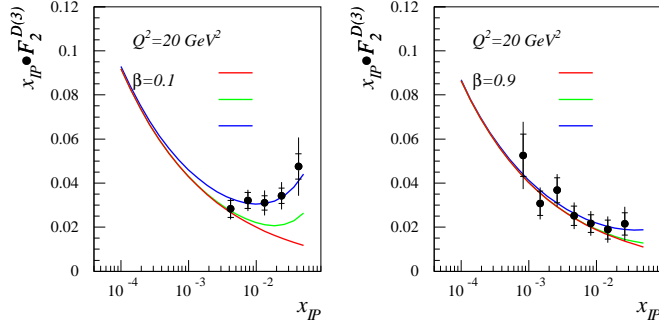 x_IP • F_2^D(3)
0.12
0.1
0.08
0.06
0.04
0.02
0
Q²=20 GeV²
β=0.1
10⁻⁴ 10⁻³ 10⁻²
x_IP
x_IP • F_2^D(3)
0.12
0.1
0.08
0.06
0.04
0.02
0
Q²=20 GeV²
β=0.9
10⁻⁴ 10⁻³ 10⁻²
x_IP